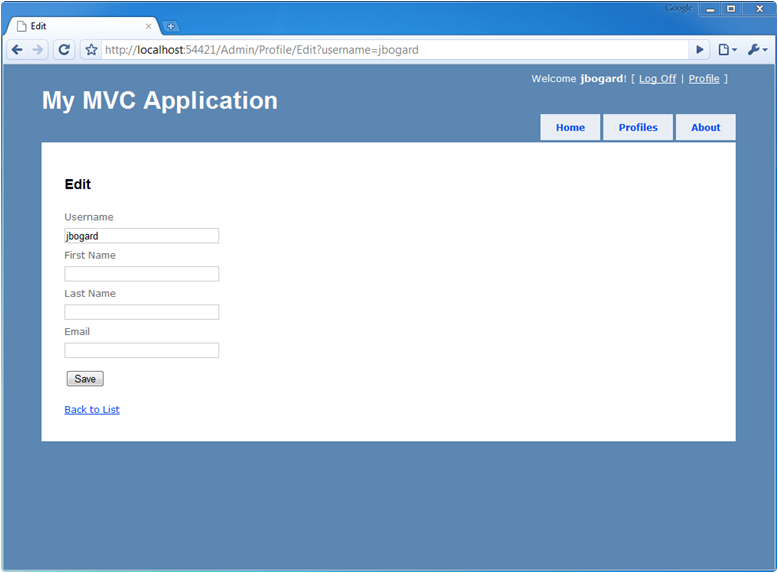 Google
Edit
http://localhost:54421/Admin/Profile/Edit?username=jbogard
Welcome jbogard! [ Log Off | Profile ]
My MVC Application
Home Profiles About
Edit
Username
jbogard
First Name
Last Name
Email
Save
Back to List